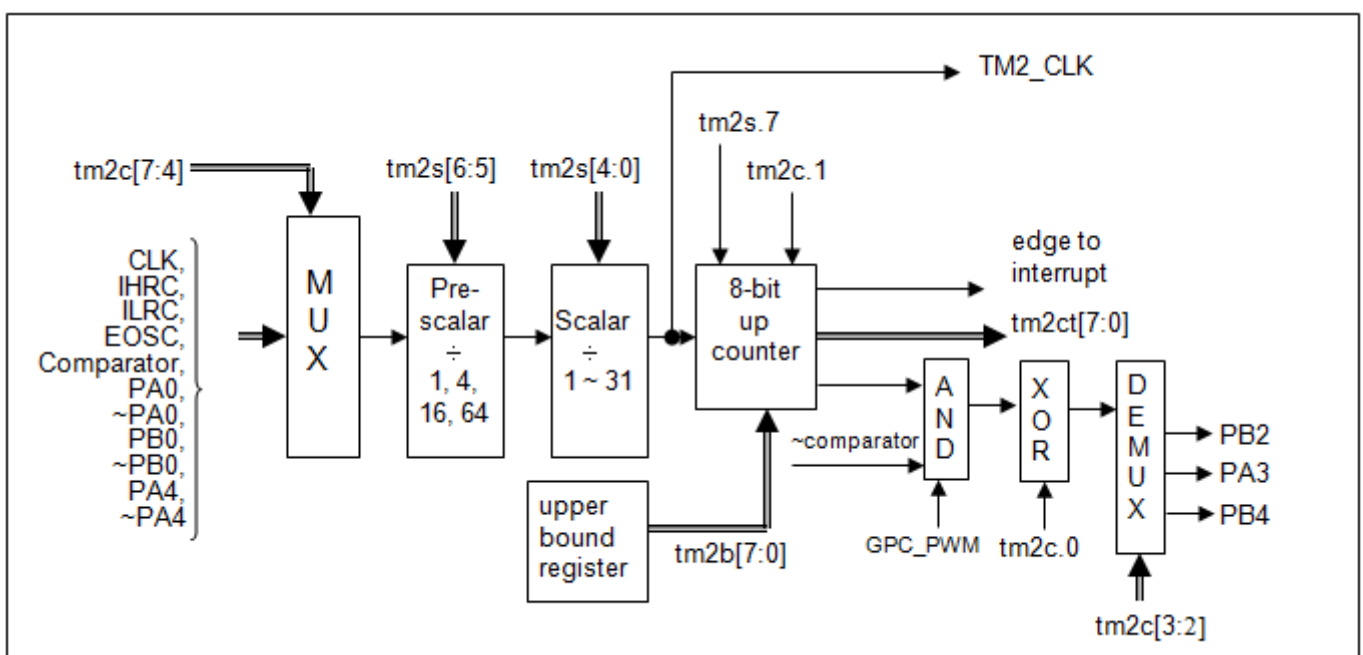 TM2_CLK
tm2s.7
tm2c[7:4]
tm2s[6:5]
tm2s[4:0]
tm2c.1
CLK,
IHRC,
ILRC,
EOSC,
Comparator,
PA0,
~PA0,
PB0,
~PB0,
PA4,
~PA4
M
U
X
Pre-
scalar
÷
1, 4,
16, 64
Scalar
÷
1 ~ 31
8-bit
up
counter
edge to
interrupt
tm2ct[7:0]
~comparator
A
N
D
X
O
R
D
E
M
U
X
PB2
PA3
PB4
upper
bound
register
tm2b[7:0]
GPC_PWM
tm2c.0
tm2c[3:2]